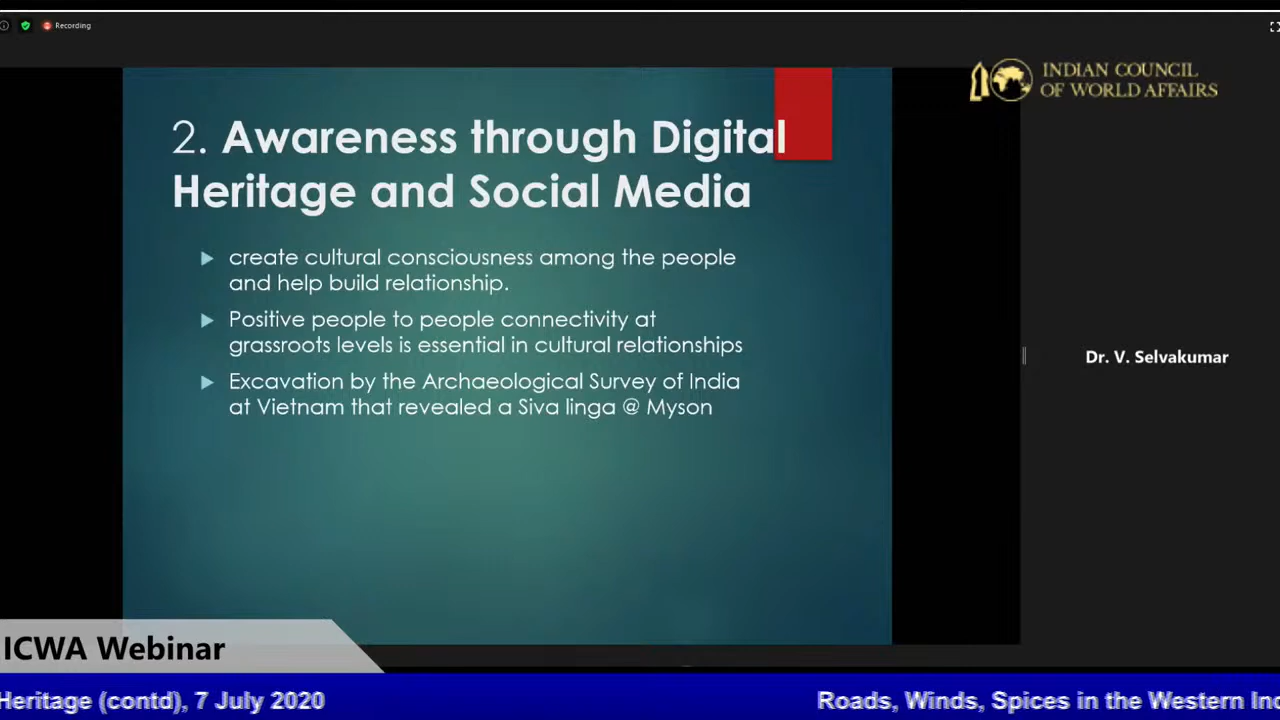 Recording
INDIAN COUNCIL
OF WORLD AFFAIRS
2. Awareness through Digital
Heritage and Social Media
create cultural consciousness among the people
and help build relationship.
Positive people to people connectivity at
grassroots levels is essential in cultural relationships
Excavation by the Archaeological Survey of India
at Vietnam that revealed a Siva linga @ Myson
Dr. V. Selvakumar
ICWA Webinar
Heritage (contd), 7 July 2020
Roads, Winds, Spices in the Western